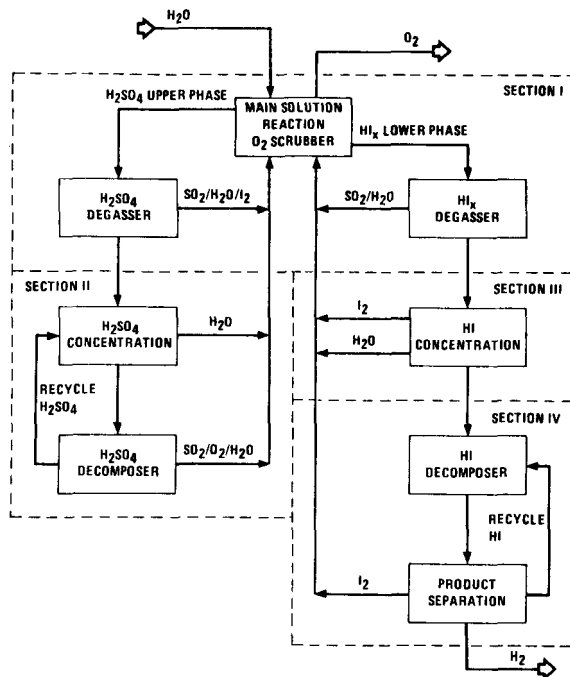 H₂O
O₂
SECTION I
H₂SO₄ UPPER PHASE
MAIN SOLUTION
REACTION
O₂ SCRUBBER
HIₓ LOWER PHASE
H₂SO₄
DEGASSER
SO₂/H₂O/I₂
SO₂/H₂O
HIₓ
DEGASSER
SECTION II
SECTION III
H₂SO₄
CONCENTRATION
H₂O
I₂
H₂O
HI
CONCENTRATION
RECYCLE
H₂SO₄
SECTION IV
H₂SO₄
DECOMPOSER
SO₂/O₂/H₂O
HI
DECOMPOSER
RECYCLE
HI
I₂
PRODUCT
SEPARATION
H₂